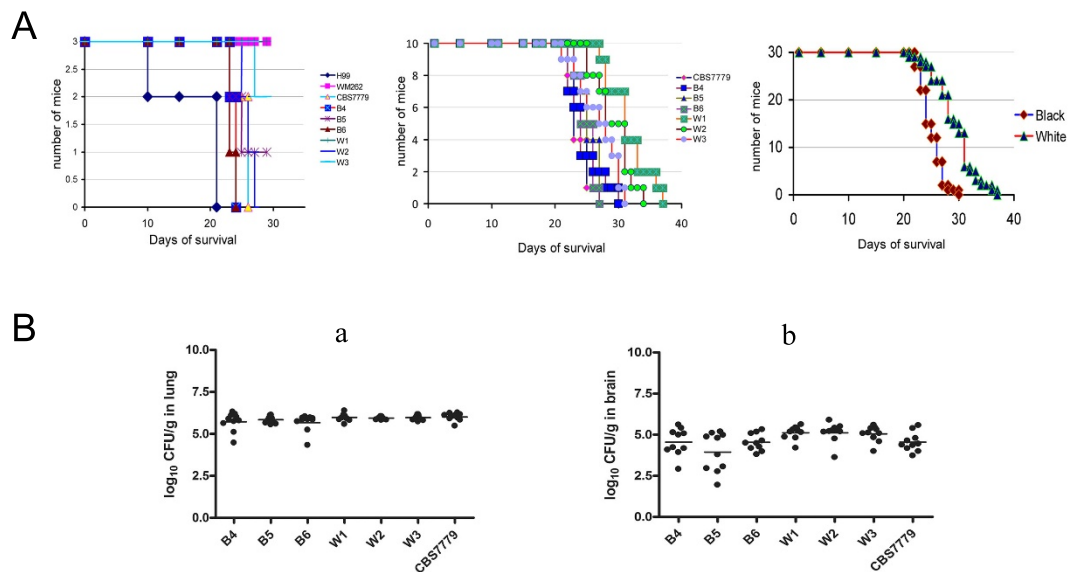 A
number of mice
3
2.5
2
1.5
1
0.5
0
0 10 20 30
Days of survival
H99
WM262
CBS7779
B4
B5
B6
W1
W2
W3
number of mice
10
8
6
4
2
0
0 10 20 30 40
Days of survival
CBS7779
B4
B5
B6
W1
W2
W3
number of mice
30
20
10
0
0 10 20 30 40
Days of survival
Black
White
B
a
log10 CFU/g in lung
10.0
5.0
0.0
B4 B5 B6 W1 W2 W3 CBS7779
b
log10 CFU/g in brain
10.0
5.0
0.0
B4 B5 B6 W1 W2 W3 CBS7779